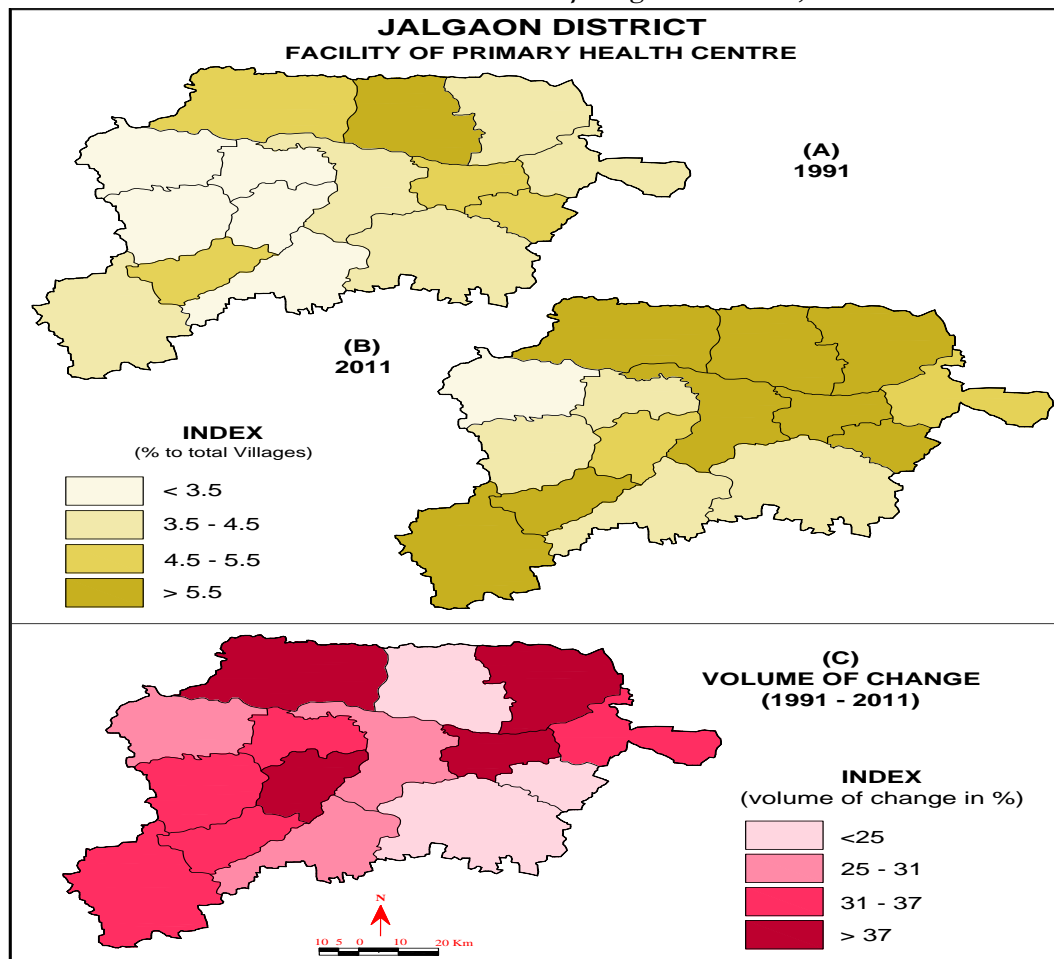 JALGAON DISTRICT
FACILITY OF PRIMARY HEALTH CENTRE
(A)
1991
(B)
2011
INDEX
(% to total Villages)
< 3.5
3.5 - 4.5
4.5 - 5.5
> 5.5
(C)
VOLUME OF CHANGE
(1991 - 2011)
INDEX
(volume of change in %)
<25
25 - 31
31 - 37
> 37
N
10 5 0 10 20 Km